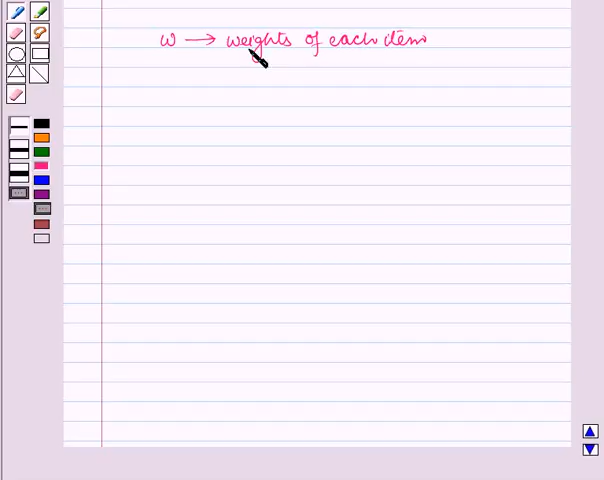 w → weights of each item